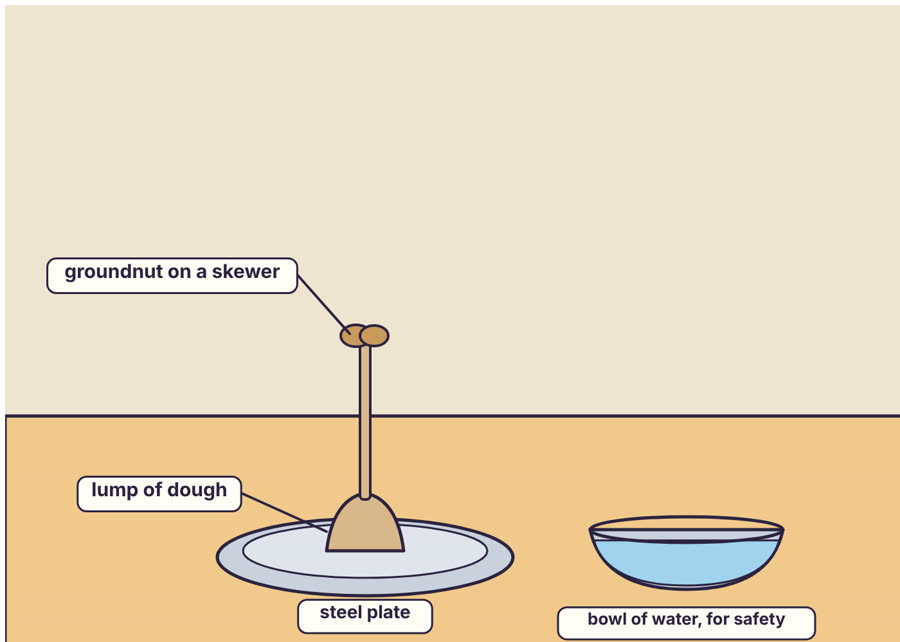 groundnut on a skewer
lump of dough
steel plate
bowl of water, for safety